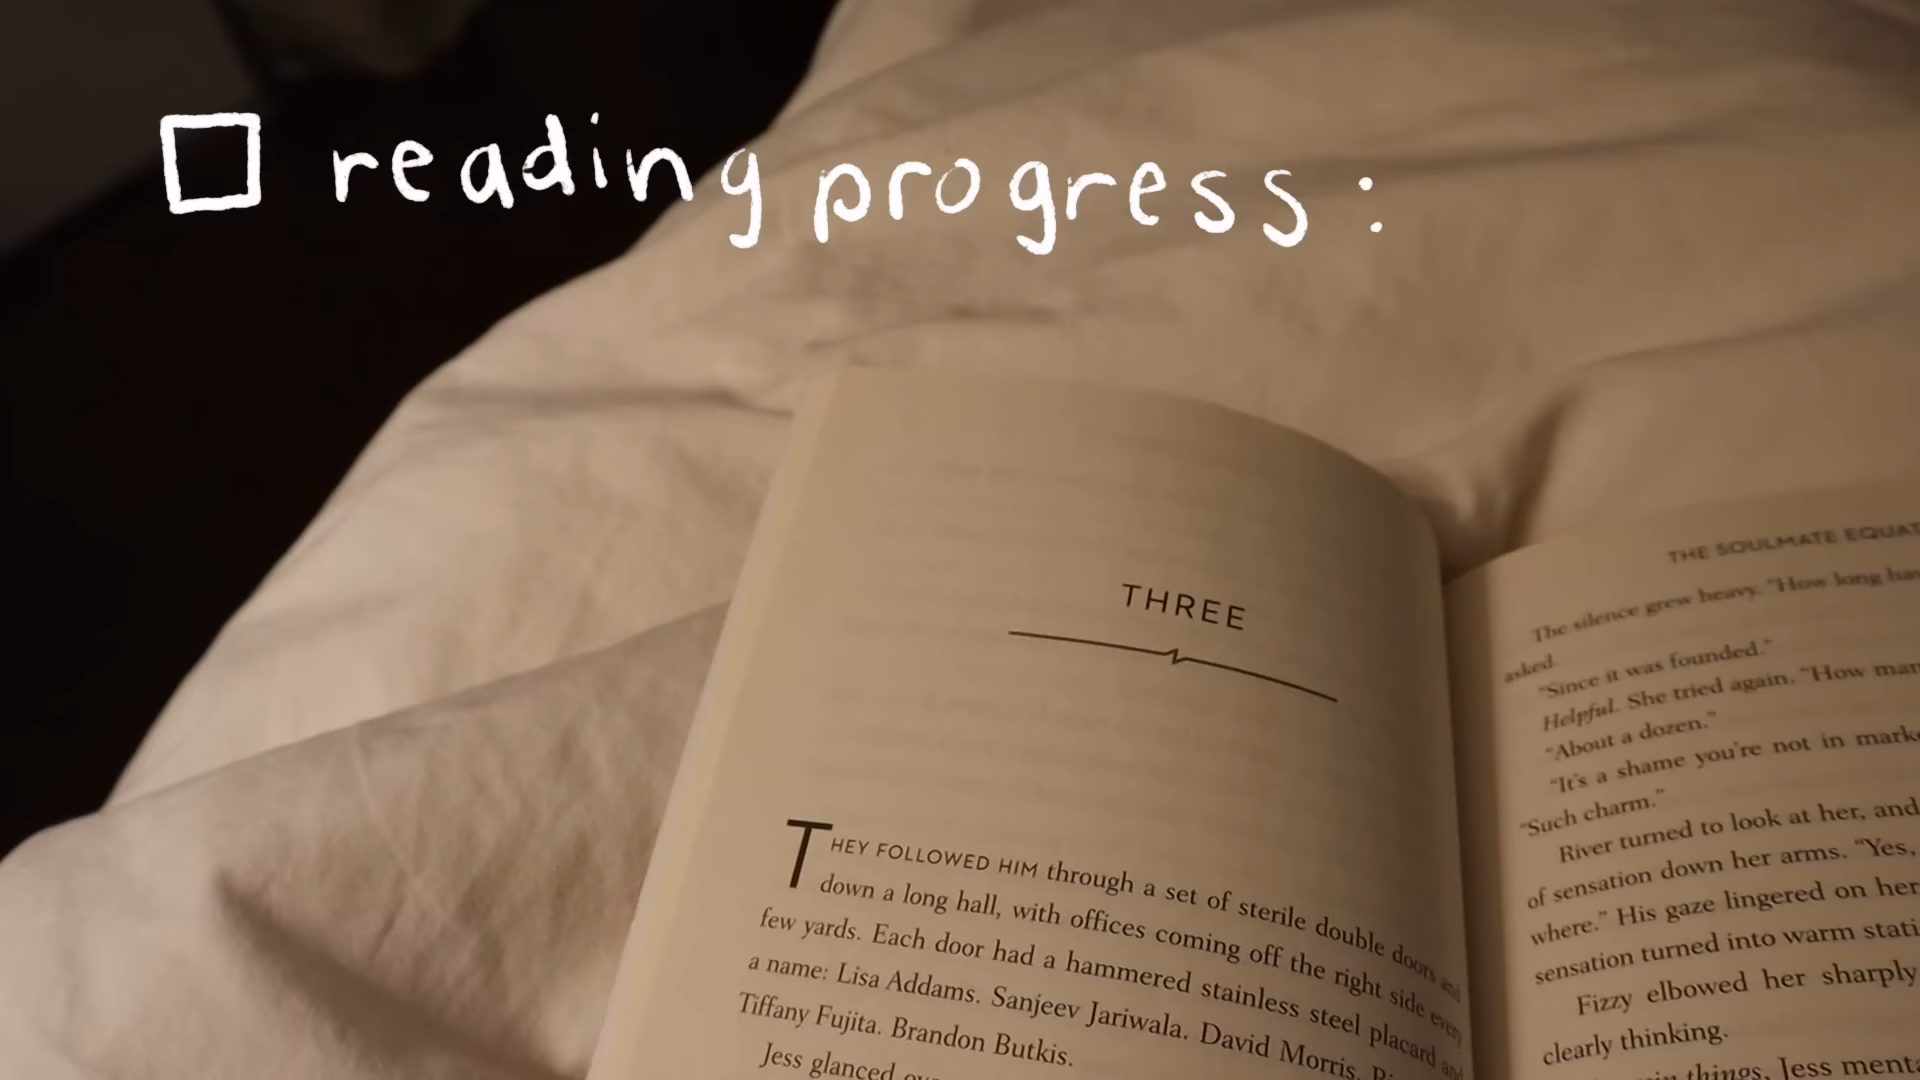 reading progress:
THREE
THEY FOLLOWED HIM through a set of sterile double doors and
down a long hall, with offices coming off the right side every
few yards. Each door had a hammered stainless steel placard and
a name: Lisa Addams. Sanjeev Jariwala. David Morris.
Tiffany Fujita. Brandon Butkis.
Jess glanced
THE SOULMATE
The silence grew heavy. "How long
asked.
"Since it was founded."
Helpful. She tried again. "How
"About a dozen."
"It's a shame you're not in
"Such charm."
River turned to look at her, and
of sensation down her arms. "Yes,
where." His gaze lingered on her
sensation turned into warm
Fizzy elbowed her sharply
clearly thinking.
things, Jess